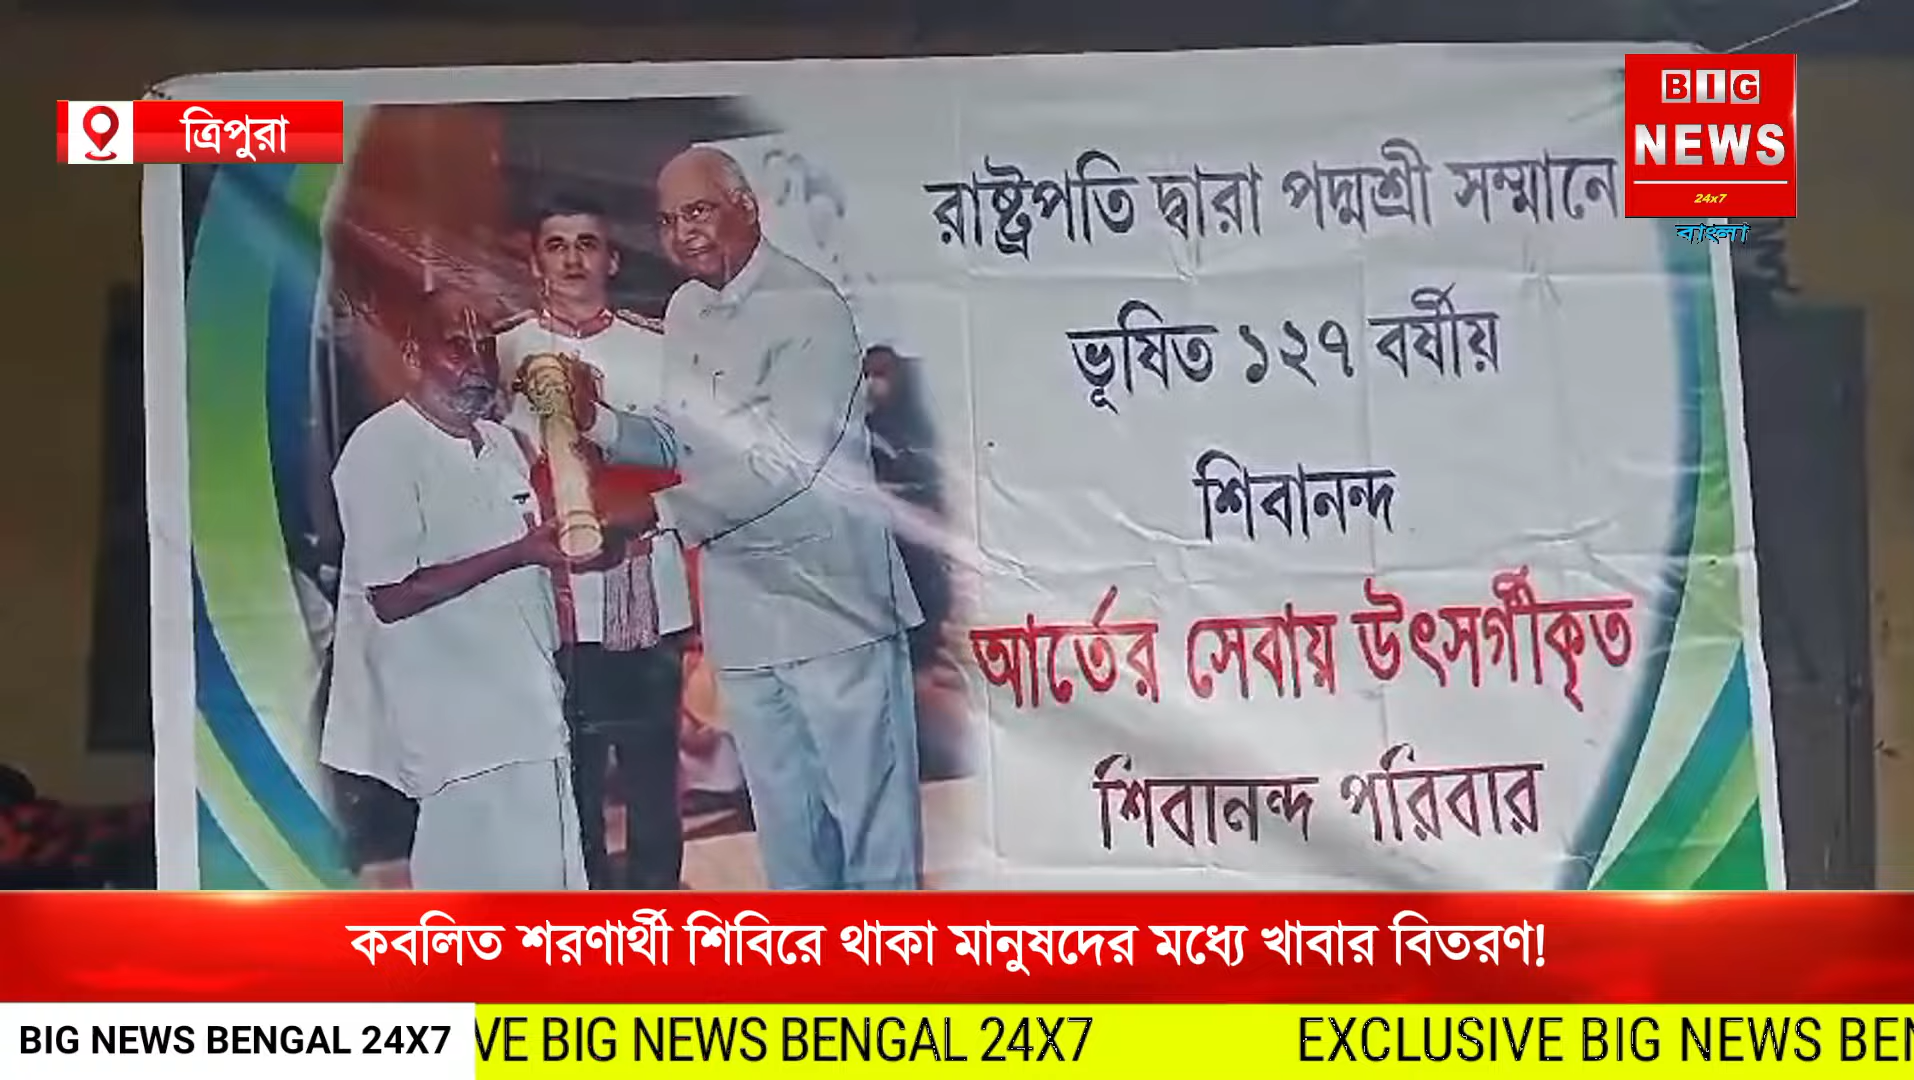 ত্রিপুরা
BIG
NEWS
24x7
বাংলা
রাষ্ট্রপতি দ্বারা পদ্মশ্রী সম্মানে
ভূষিত ১২৭ বর্ষীয়
শিবানন্দ
আর্তের সেবায় উৎসর্গীকৃত
শিবানন্দ পরিবার
কবলিত শরণার্থী শিবিরে থাকা মানুষদের মধ্যে খাবার বিতরণ!
BIG NEWS BENGAL 24X7
VE BIG NEWS BENGAL 24X7 EXCLUSIVE BIG NEWS BEN